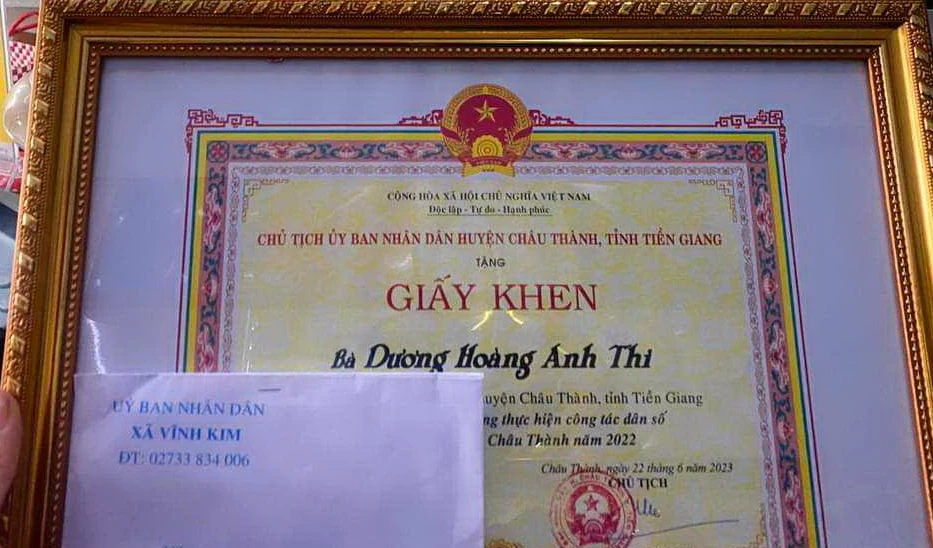 CỘNG HÒA XÃ HỘI CHỦ NGHĨA VIỆT NAM
Độc lập - Tự do - Hạnh phúc
CHỦ TỊCH ỦY BAN NHÂN DÂN HUYỆN CHÂU THÀNH, TỈNH TIỀN GIANG
TẶNG
GIẤY KHEN
Bà Dương Hoàng Anh Thi
huyện Châu Thành, tỉnh Tiền Giang
thực hiện công tác dân số
Châu Thành năm 2022
Châu Thành, ngày 22 tháng 6 năm 2023
CHỦ TỊCH
UỶ BAN NHÂN DÂN
XÃ VĨNH KIM
ĐT: 02733 834 006